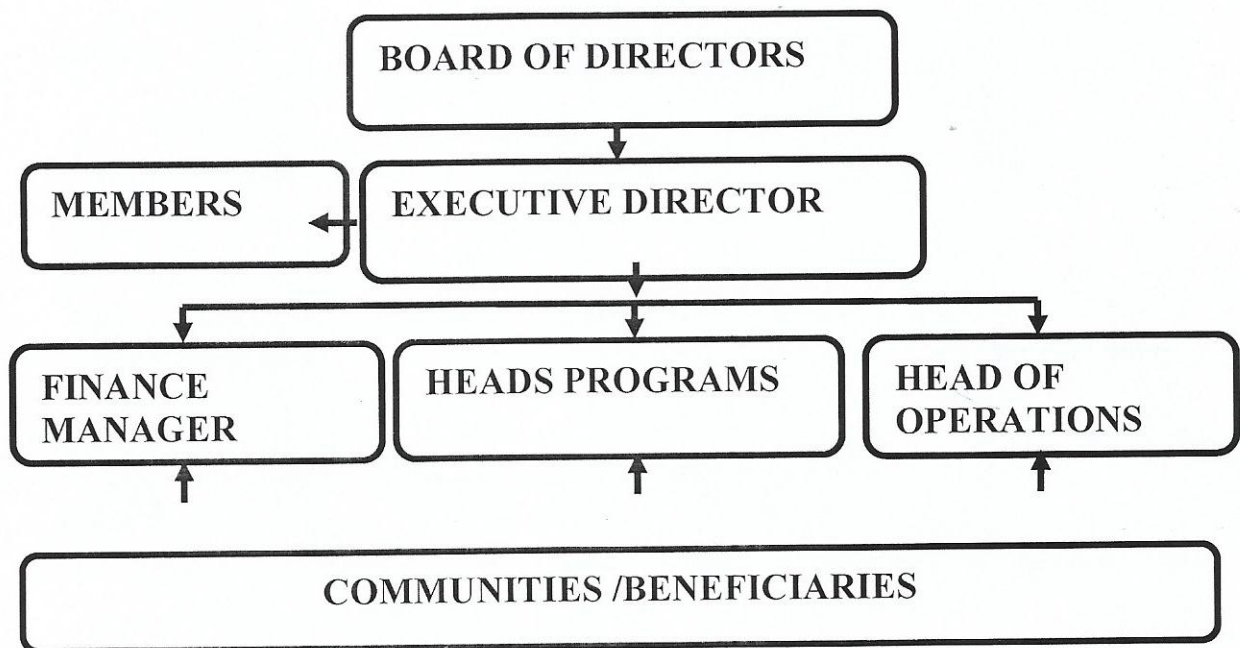 BOARD OF DIRECTORS
MEMBERS
EXECUTIVE DIRECTOR
FINANCE
MANAGER
HEADS PROGRAMS
HEAD OF
OPERATIONS
COMMUNITIES /BENEFICIARIES